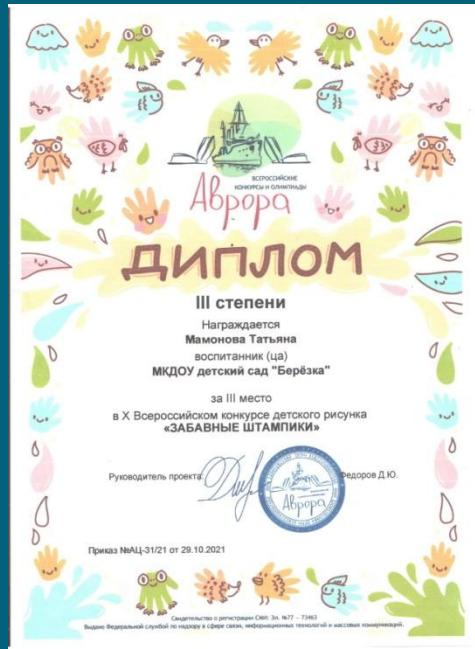 ВСЕРОССИЙСКИЕ
КОНКУРСЫ И ОЛИМПИАДЫ
Аврора
ДИПЛОМ
III степени
Награждается
Мамонова Татьяна
воспитанник (ца)
МКДОУ детский сад "Берёзка"
за III место
в X Всероссийском конкурсе детского рисунка
«ЗАБАВНЫЕ ШТАМПИКИ»
Руководитель проекта: Федоров Д.Ю.
Аврора
Приказ №АЦ-31/21 от 29.10.2021
Свидетельство о регистрации СМИ: Эл. №77 – 73463
Выдано Федеральной службой по надзору в сфере связи, информационных технологий и массовых коммуникаций.